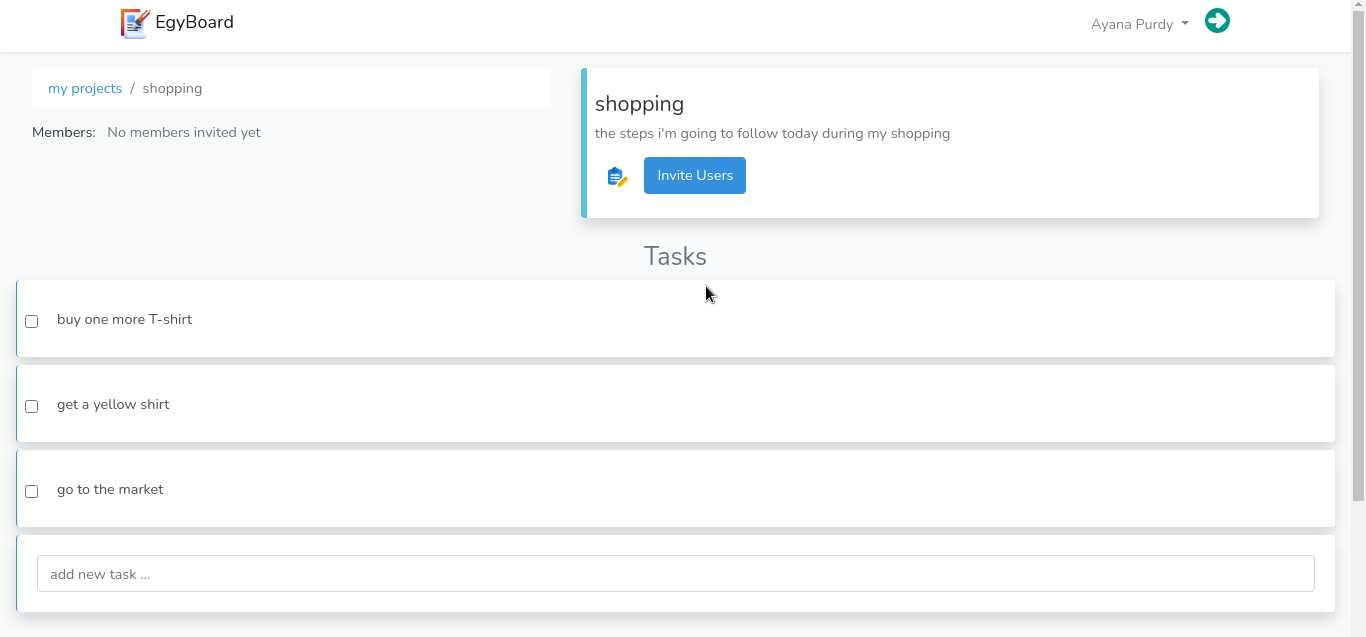 EgyBoard
Ayana Purdy
my projects / shopping
Members: No members invited yet
shopping
the steps i'm going to follow today during my shopping
Invite Users
Tasks
buy one more T-shirt
get a yellow shirt
go to the market
add new task ...